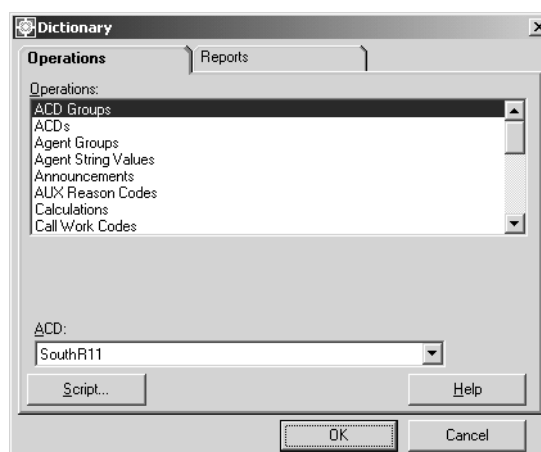 Dictionary
Operations
Reports
Operations:
ACD Groups
ACDs
Agent Groups
Agent String Values
Announcements
AUX Reason Codes
Calculations
Call Work Codes
ACD:
SouthR11
Script...
Help
OK
Cancel